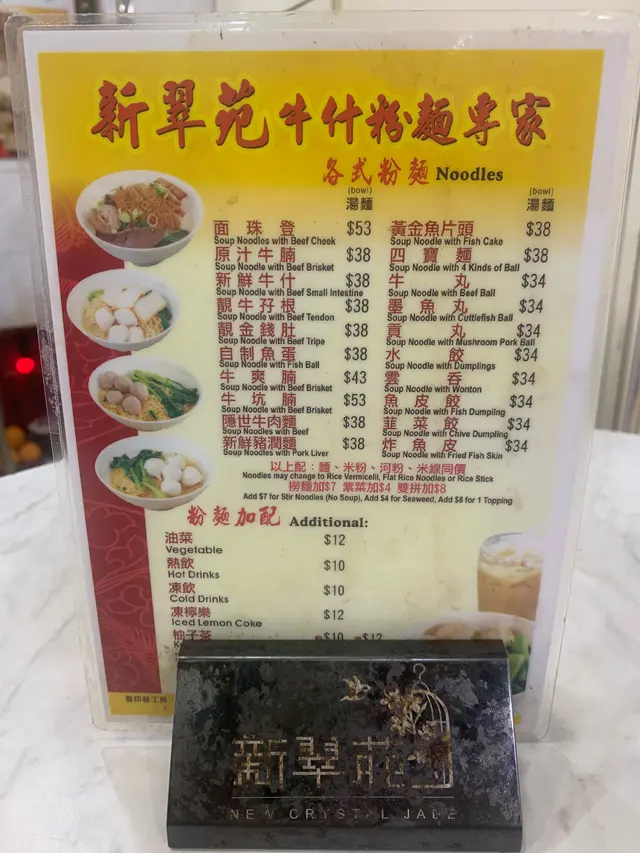 新翠苑牛什粉麵專家
各式粉麵 Noodles
(bowl)
湯麵
(bowl)
湯麵
面珠登 $53
Soup Noodles with Beef Cheek
原汁牛腩 $38
Soup Noodles with Beef Brisket
新鮮牛什 $38
Soup Noodles with Beef Small Intestine
靚牛孖根 $38
Soup Noodles with Beef Tendon
靚金錢肚 $38
Soup Noodles with Beef Tripe
自制魚蛋 $38
Soup Noodles with Fish Ball
牛爽腩 $43
Soup Noodles with Beef Brisket
牛坑腩 $53
Soup Noodles with Beef Brisket
隱世牛肉麵 $38
Soup Noodles with Beef
新鮮豬潤麵 $38
Soup Noodles with Pork Liver
黃金魚片頭 $38
Soup Noodle with Fish Cake
四寶麵 $38
Soup Noodle with 4 Kinds of Ball
牛丸 $34
Soup Noodle with Beef Ball
墨魚丸 $34
Soup Noodle with Cuttlefish Ball
貢丸 $34
Soup Noodle with Mushroom Pork Ball
水餃 $34
Soup Noodle with Dumplings
雲吞 $34
Soup Noodle with Wonton
魚皮餃 $34
Soup Noodle with Fish Dumpling
韮菜餃 $34
Soup Noodle with Chive Dumpling
炸魚皮 $34
Soup Noodle with Fried Fish Skin
以上配：麵、米粉、河粉、米線同價
Noodles may change to Rice Vermicelli, Flat Rice Noodles or Rice Stick
撈麵加$7 紫菜加$4 雙拼加$8
Add $7 for Stir Noodles (No Soup), Add $4 for Seaweed, Add $8 for 1 Topping
粉麵加配 Additional:
油菜 $12
Vegetable
熱飲 $10
Hot Drinks
凍飲 $10
Cold Drinks
凍檸樂 $12
Iced Lemon Coke
柚子茶 $10 $12
新翠苑
NEW CRYSTAL JADE